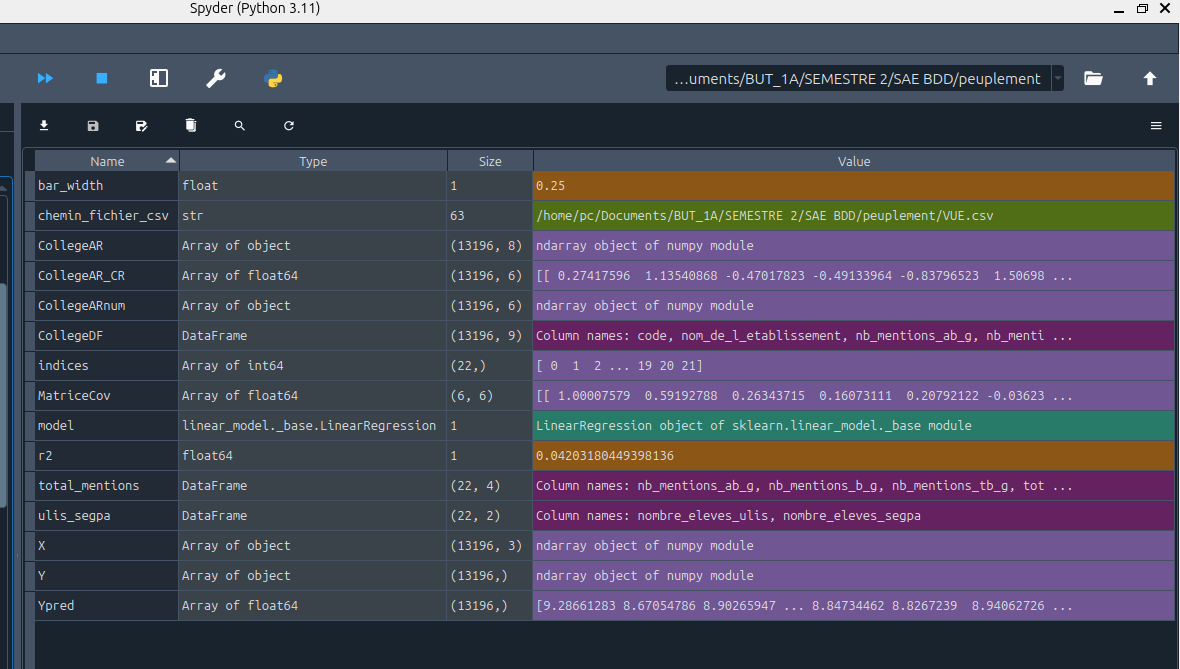 Spyder (Python 3.11)
...uments/BUT_1A/SEMESTRE 2/SAE BDD/peuplement
Name Type Size Value
bar_width float 1 0.25
chemin_fichier_csv str 63 /home/pc/Documents/BUT_1A/SEMESTRE 2/SAE BDD/peuplement/VUE.csv
CollegeAR Array of object (13196, 8) ndarray object of numpy module
CollegeAR_CR Array of float64 (13196, 6) [[ 0.27417596 1.13540868 -0.47017823 -0.49133964 -0.83796523 1.50698 ...
CollegeARnum Array of object (13196, 6) ndarray object of numpy module
CollegeDF DataFrame (13196, 9) Column names: code, nom_de_l_etablissement, nb_mentions_ab_g, nb_menti ...
indices Array of int64 (22,) [ 0 1 2 ... 19 20 21]
MatriceCov Array of float64 (6, 6) [[ 1.00007579 0.59192788 0.26343715 0.16073111 0.20792122 -0.03623 ...
model linear_model._base.LinearRegression 1 LinearRegression object of sklearn.linear_model._base module
r2 float64 1 0.04203180449398136
total_mentions DataFrame (22, 4) Column names: nb_mentions_ab_g, nb_mentions_b_g, nb_mentions_tb_g, tot ...
ulis_segpa DataFrame (22, 2) Column names: nombre_eleves_ulis, nombre_eleves_segpa
X Array of object (13196, 3) ndarray object of numpy module
Y Array of object (13196,) ndarray object of numpy module
Ypred Array of float64 (13196,) [9.28661283 8.67054786 8.90265947 ... 8.84734462 8.8267239 8.94062726 ...